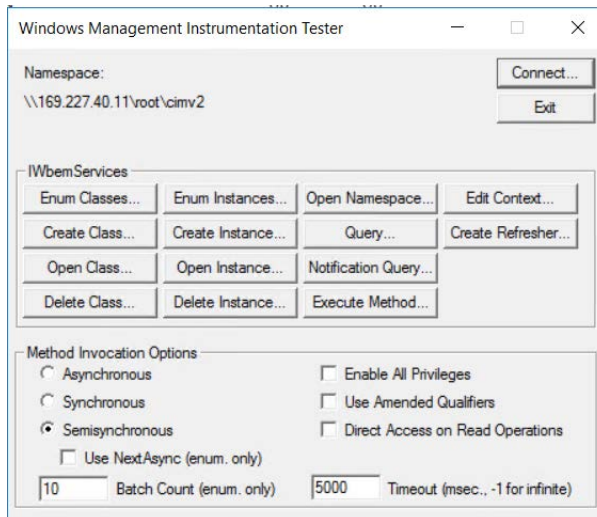 Windows Management Instrumentation Tester
Namespace:
Connect...
\\169.227.40.11\root\cimv2
Exit
IWbemServices
Enum Classes... Enum Instances... Open Namespace... Edit Context...
Create Class... Create Instance... Query... Create Refresher...
Open Class... Open Instance... Notification Query...
Delete Class... Delete Instance... Execute Method...
Method Invocation Options
Asynchronous Enable All Privileges
Synchronous Use Amended Qualifiers
Semisynchronous Direct Access on Read Operations
Use NextAsync (enum. only)
10 Batch Count (enum. only) 5000 Timeout (msec., -1 for infinite)